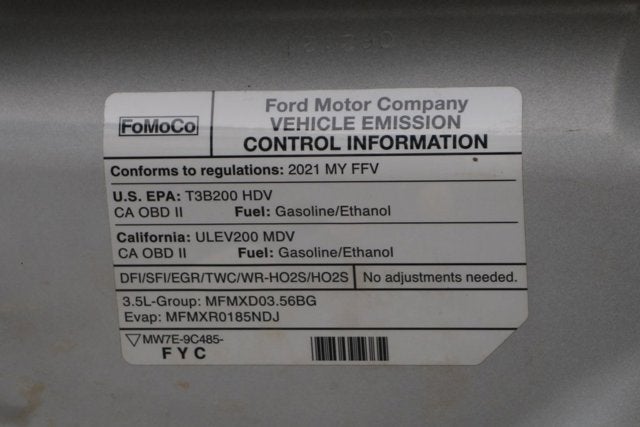 FoMoCo
Ford Motor Company
VEHICLE EMISSION
CONTROL INFORMATION
Conforms to regulations: 2021 MY FFV
U.S. EPA: T3B200 HDV
CA OBD II Fuel: Gasoline/Ethanol
California: ULEV200 MDV
CA OBD II Fuel: Gasoline/Ethanol
DFI/SFI/EGR/TWC/WR-HO2S/HO2S No adjustments needed.
3.5L-Group: MFMXD03.56BG
Evap: MFMXR0185NDJ
MW7E-9C485-
FYC